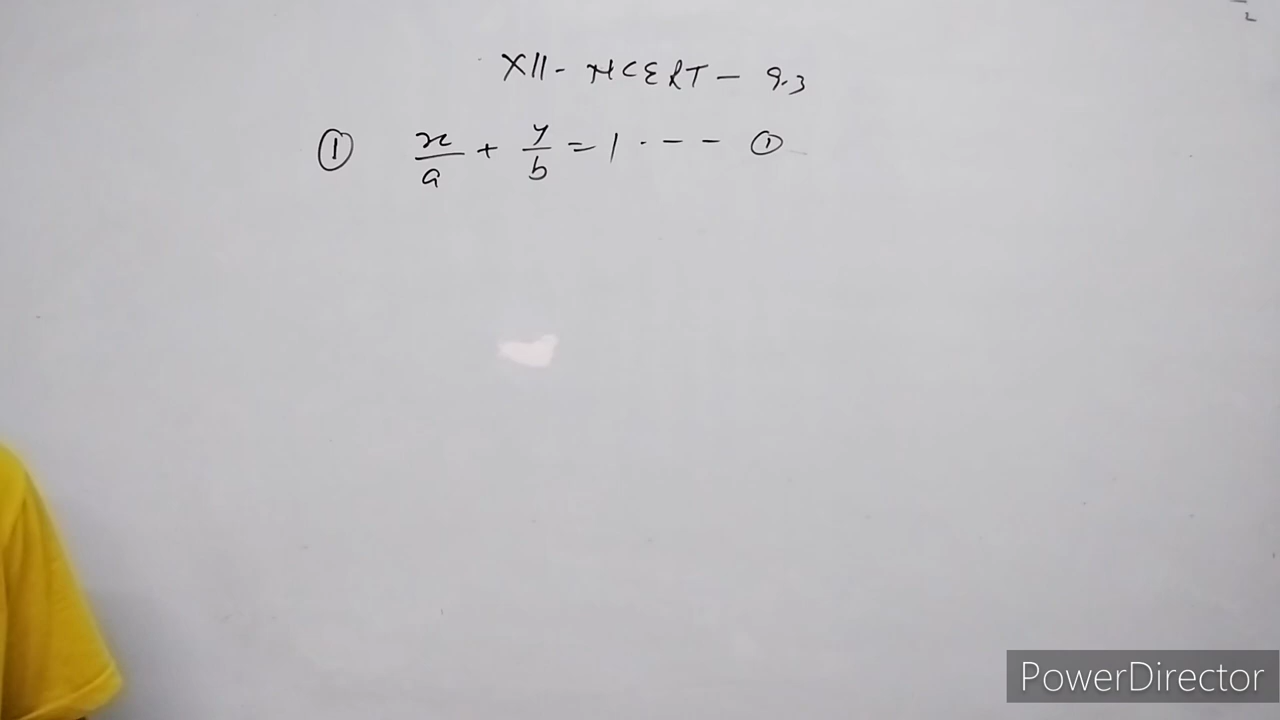 XII - NCERT - 9.3
① x/a + y/b = 1 --- ①
PowerDirector